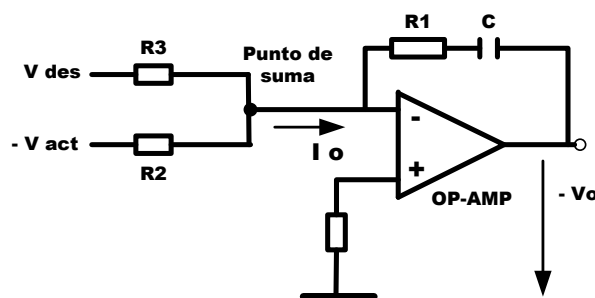 R1
C
R3
Punto de
suma
V des
- V act
R2
I o
-
+
OP-AMP
- Vo